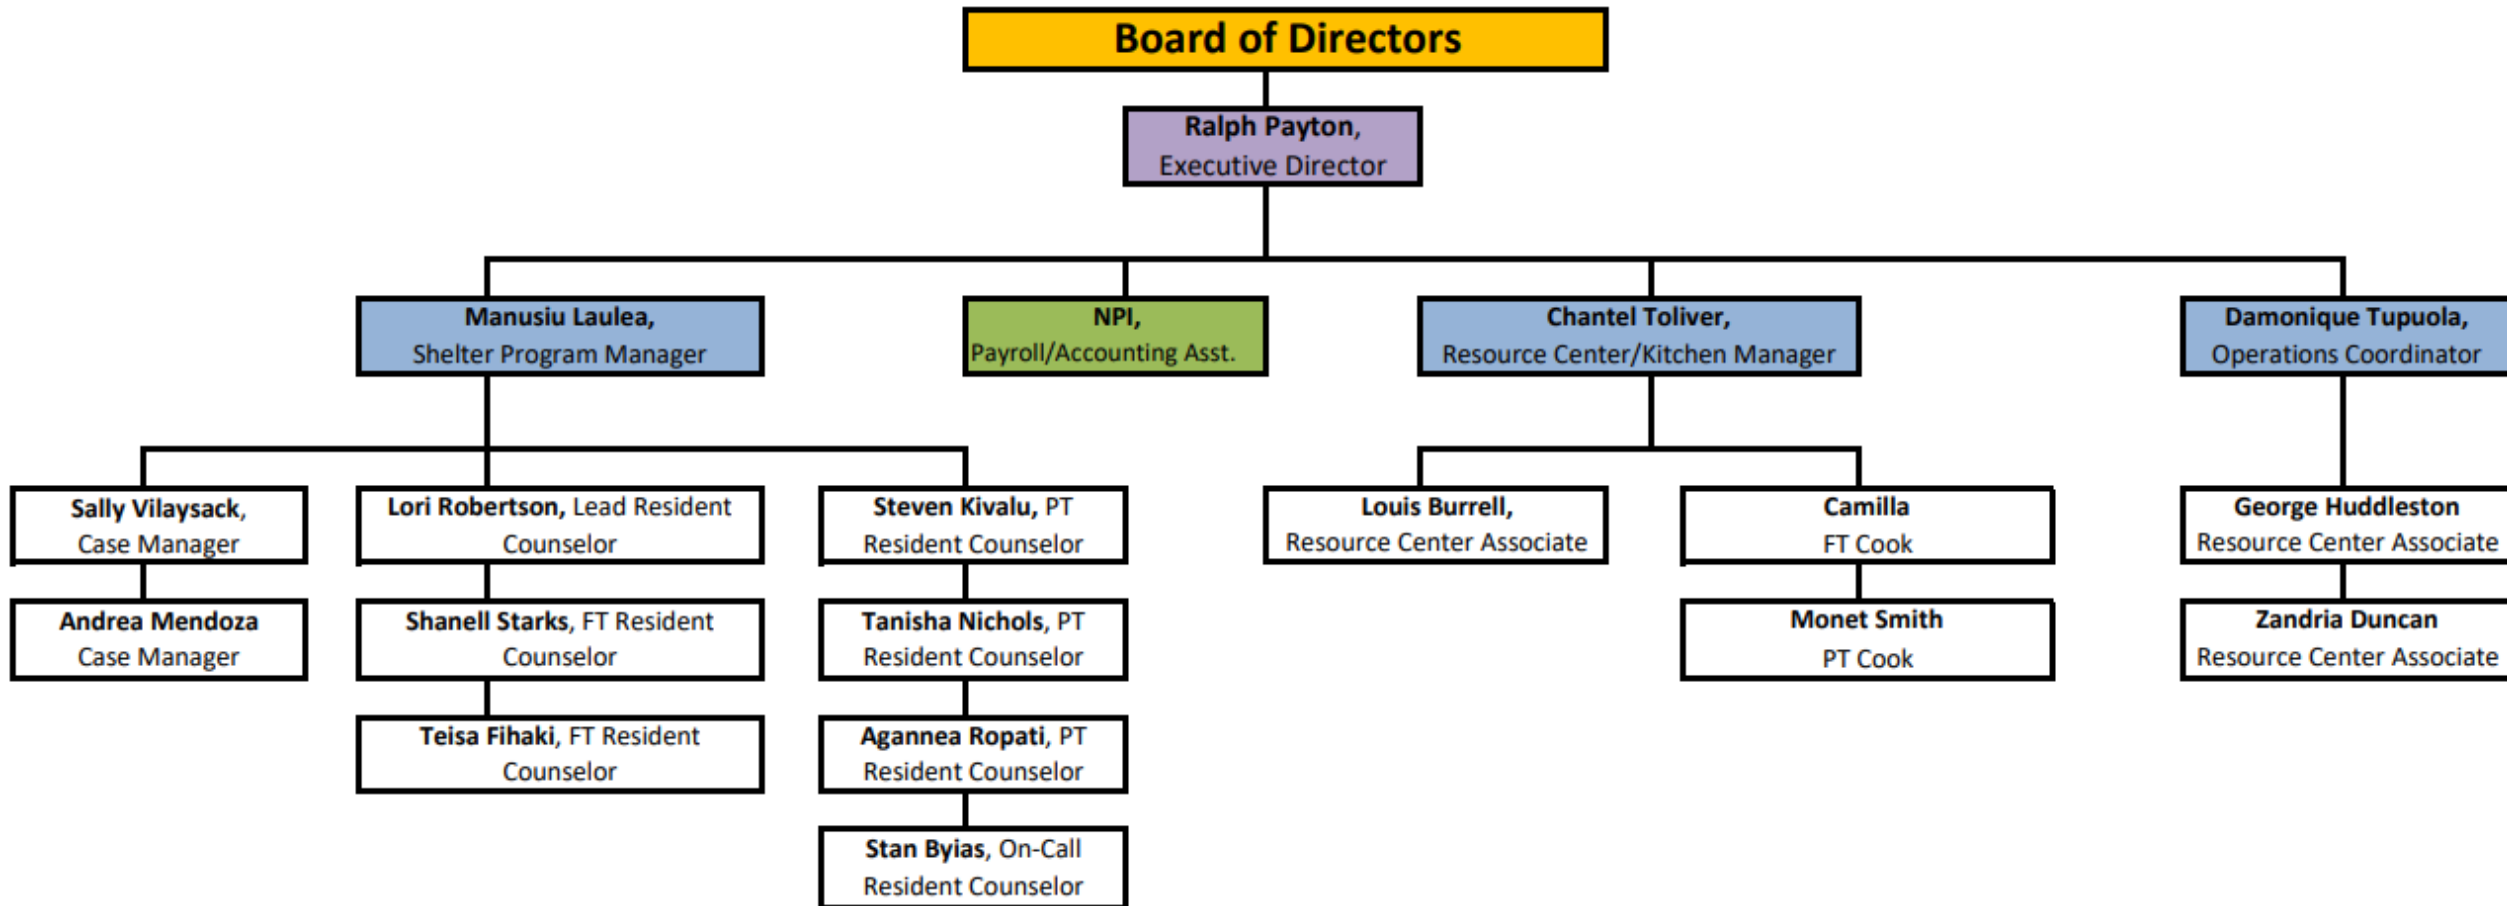 Board of Directors
Ralph Payton,
Executive Director
Manusiu Laulea,
Shelter Program Manager
NPI,
Payroll/Accounting Asst.
Chantel Toliver,
Resource Center/Kitchen Manager
Damonique Tupuola,
Operations Coordinator
Sally Vilaysack,
Case Manager
Andrea Mendoza
Case Manager
Lori Robertson, Lead Resident
Counselor
Shanell Starks, FT Resident
Counselor
Teisa Fihaki, FT Resident
Counselor
Steven Kivalu, PT
Resident Counselor
Tanisha Nichols, PT
Resident Counselor
Agannea Ropati, PT
Resident Counselor
Stan Byias, On-Call
Resident Counselor
Louis Burrell,
Resource Center Associate
Camilla
FT Cook
Monet Smith
PT Cook
George Huddleston
Resource Center Associate
Zandria Duncan
Resource Center Associate